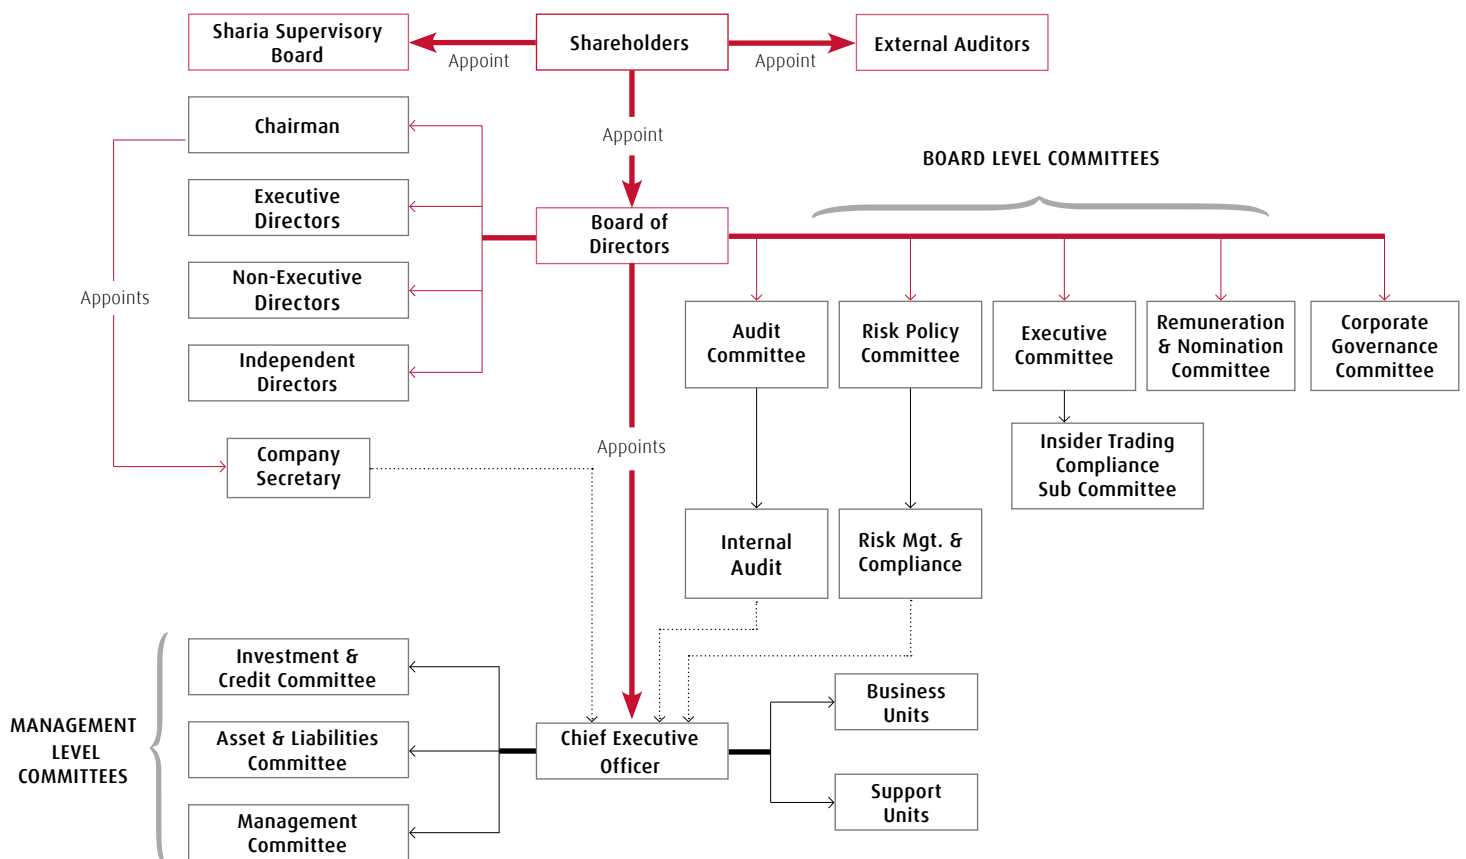 Sharia Supervisory
Board
Appoint
Shareholders
Appoint
External Auditors
Chairman
Appoint
BOARD LEVEL COMMITTEES
Executive
Directors
Board of
Directors
Non-Executive
Directors
Appoints
Independent
Directors
Audit
Committee
Risk Policy
Committee
Executive
Committee
Remuneration
& Nomination
Committee
Corporate
Governance
Committee
Company
Secretary
Appoints
Insider Trading
Compliance
Sub Committee
Internal
Audit
Risk Mgt. &
Compliance
MANAGEMENT
LEVEL
COMMITTEES
Investment &
Credit Committee
Asset & Liabilities
Committee
Management
Committee
Chief Executive
Officer
Business
Units
Support
Units